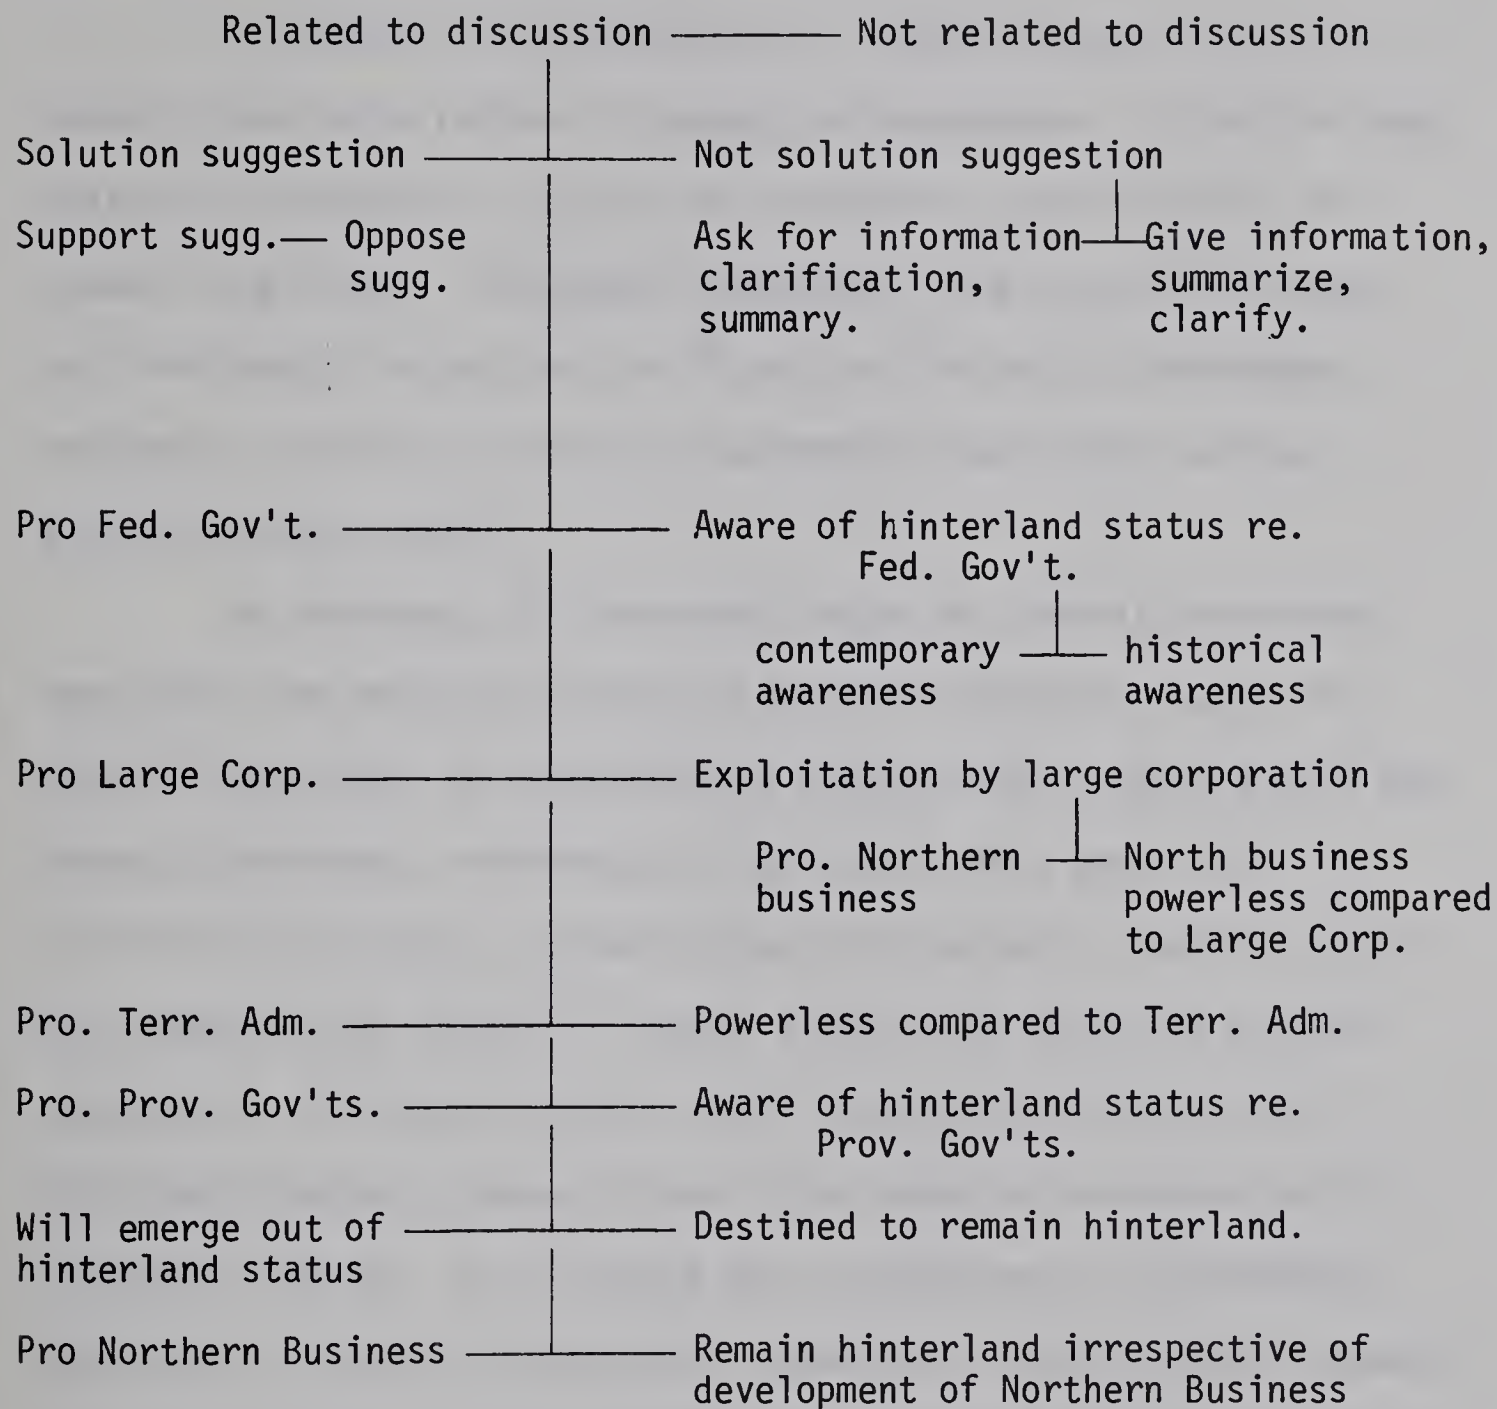 Related to discussion Not related to discussion
Solution suggestion Not solution suggestion
Support sugg. Oppose sugg.
Ask for information clarification, summary.
Give information, summarize, clarify.
Pro Fed. Gov't. Aware of hinterland status re.
Fed. Gov't.
contemporary awareness
historical awareness
Pro Large Corp. Exploitation by large corporation
Pro. Northern business
North business powerless compared to Large Corp.
Pro. Terr. Adm. Powerless compared to Terr. Adm.
Pro. Prov. Gov'ts. Aware of hinterland status re.
Prov. Gov'ts.
Will emerge out of hinterland status
Destined to remain hinterland.
Pro Northern Business
Remain hinterland irrespective of
development of Northern Business